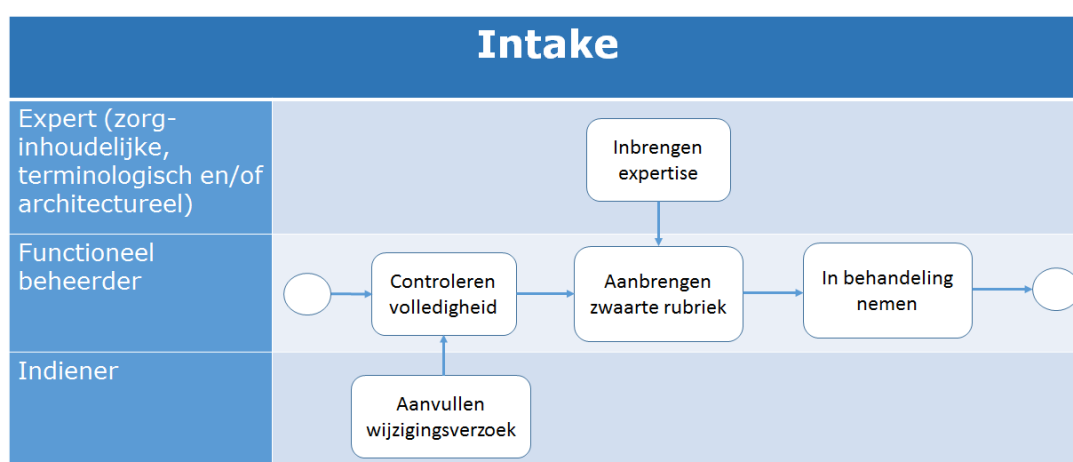 Intake
Expert (zorg-
inhoudelijke,
terminologisch en/of
architectureel)
Inbrengen
expertise
Functioneel
beheerder
Controleren
volledigheid
Aanbrengen
zwaarte rubriek
In behandeling
nemen
Indiener
Aanvullen
wijzigingsverzoek